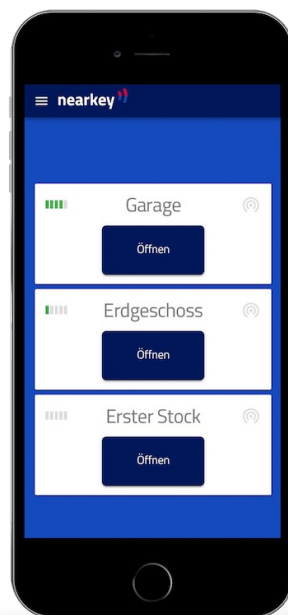 nearkey
Garage
Öffnen
Erdgeschoss
Öffnen
Erster Stock
Öffnen